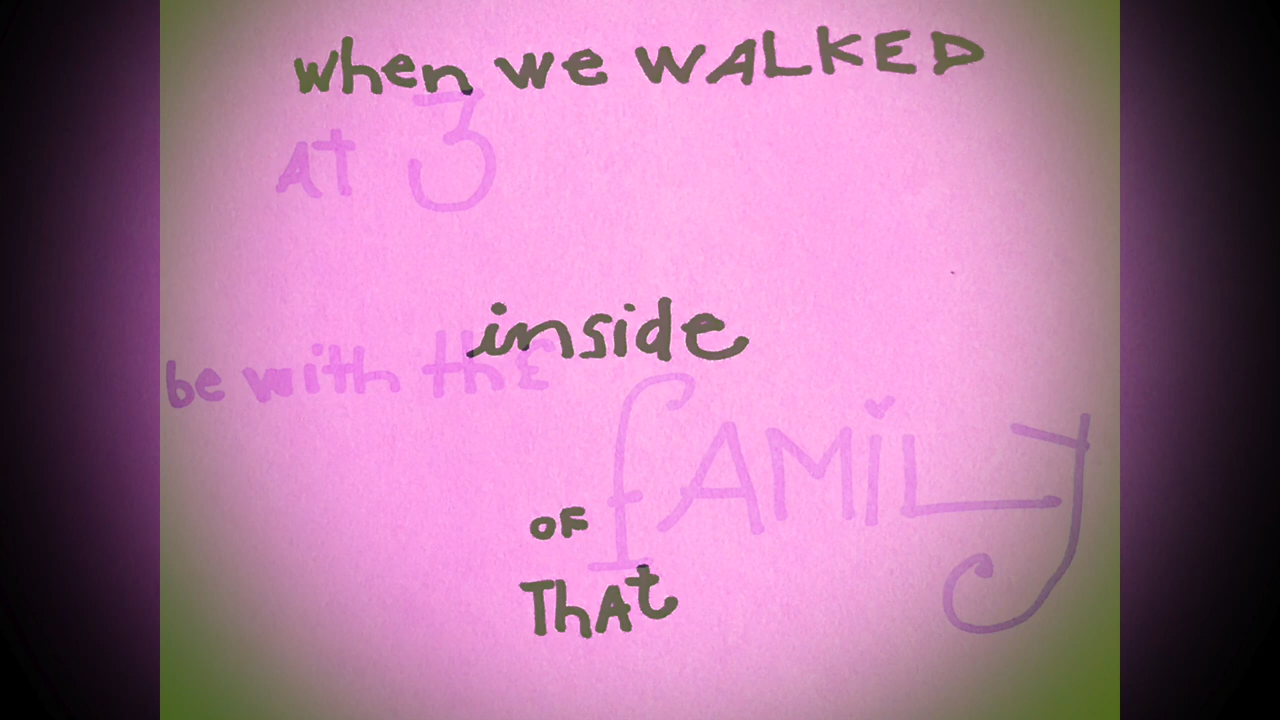 when we WALKED
AT 3
inside
be with thE
fAMiLy
OF
ThAt